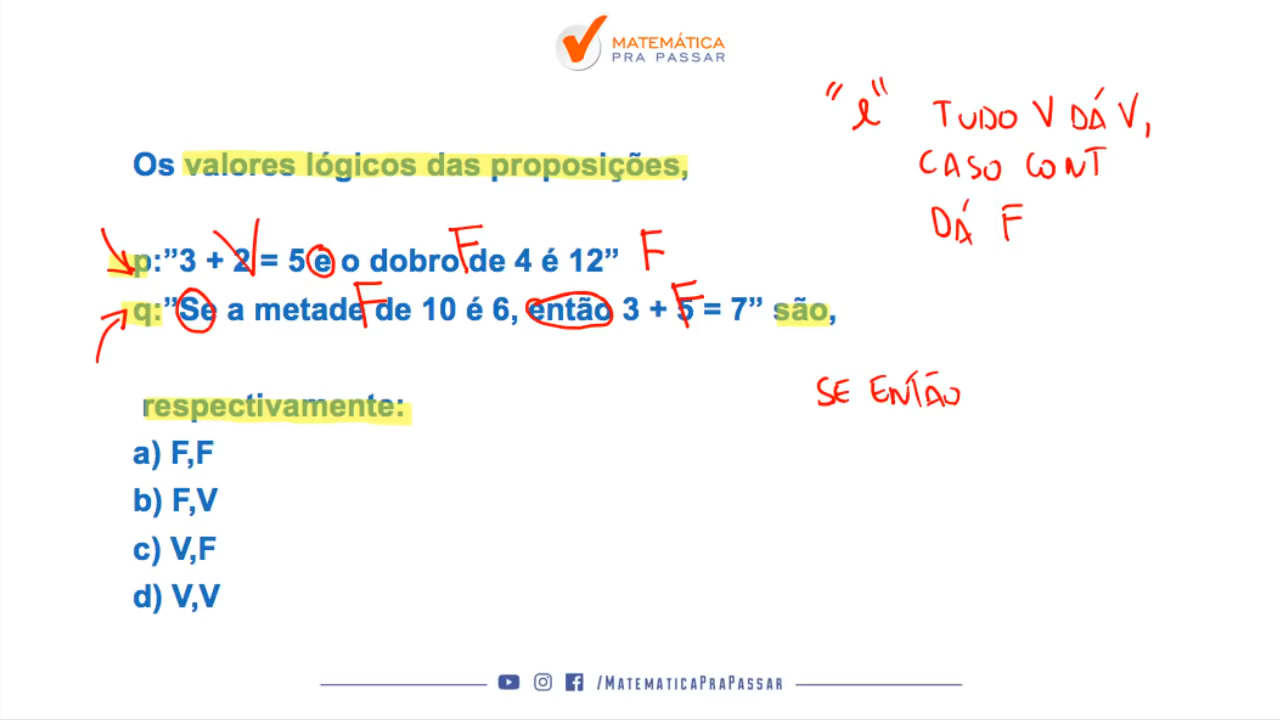 MATEMÁTICA
PRA PASSAR
"e" TUDO V DÁ V,
CASO CONT
DÁ F
Os valores lógicos das proposições,
V F F
p:”3 + 2 = 5 e o dobro de 4 é 12”
F F
q:”Se a metade de 10 é 6, então 3 + 5 = 7” são,
SE ENTÃO
respectivamente:
a) F,F
b) F,V
c) V,F
d) V,V
/MATEMATICAPRAPASSAR